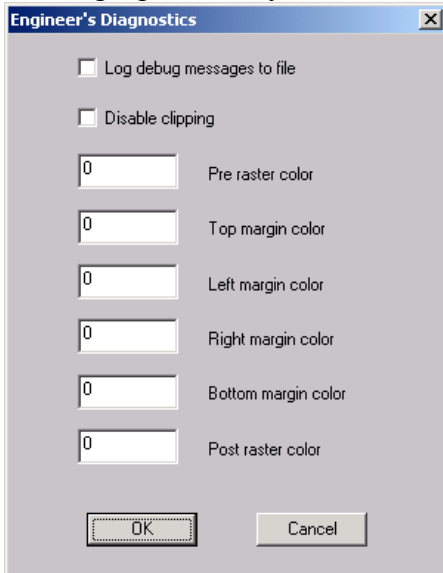 Engineer's Diagnostics
Log debug messages to file
Disable clipping
0 Pre raster color
0 Top margin color
0 Left margin color
0 Right margin color
0 Bottom margin color
0 Post raster color
OK Cancel